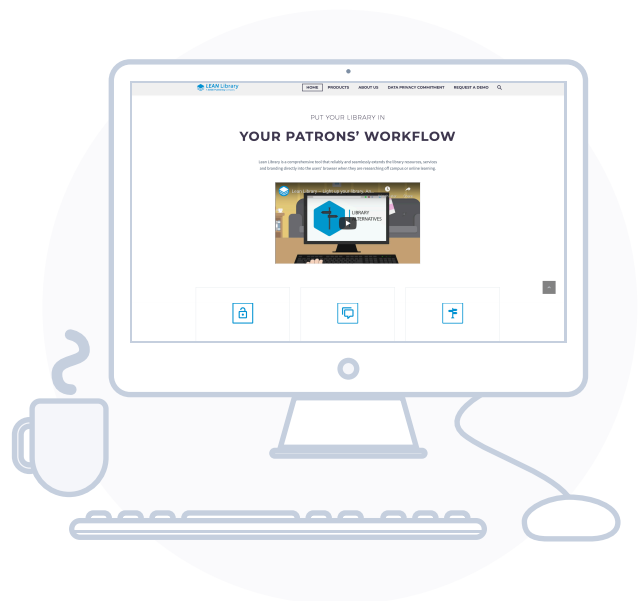 LEAN Library
HOME PRODUCTS ABOUT US DATA PRIVACY COMMITMENT REQUEST A DEMO
PUT YOUR LIBRARY IN
YOUR PATRONS' WORKFLOW
Lean Library is a comprehensive tool that reliably and seamlessly extends the library resources, services
and branding directly into the users' browser when they are researching off campus or online learning.
LIBRARY
ALTERNATIVES